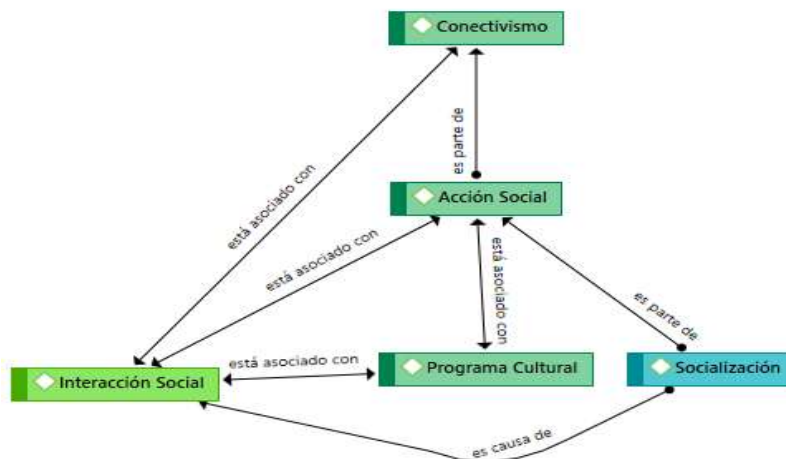 Conectivismo
está asociado con
es parte de
Acción Social
está asociado con
está asociado con
es parte de
está asociado con
Interacción Social
Programa Cultural
Socialización
es causa de